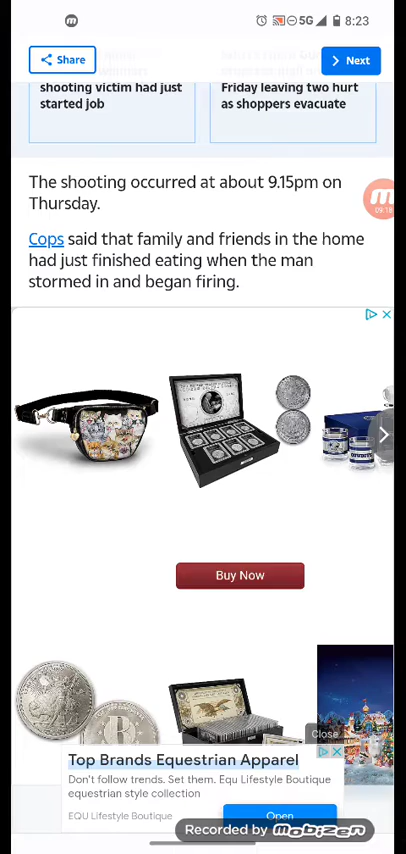 5G 8:23
Share
Next
shooting victim had just
started job
Friday leaving two hurt
as shoppers evacuate
The shooting occurred at about 9.15pm on
Thursday.
09:18
Cops said that family and friends in the home
had just finished eating when the man
stormed in and began firing.
Buy Now
Close
Top Brands Equestrian Apparel
Don't follow trends. Set them. Equ Lifestyle Boutique
equestrian style collection
EQU Lifestyle Boutique
Open
Recorded by mobizen